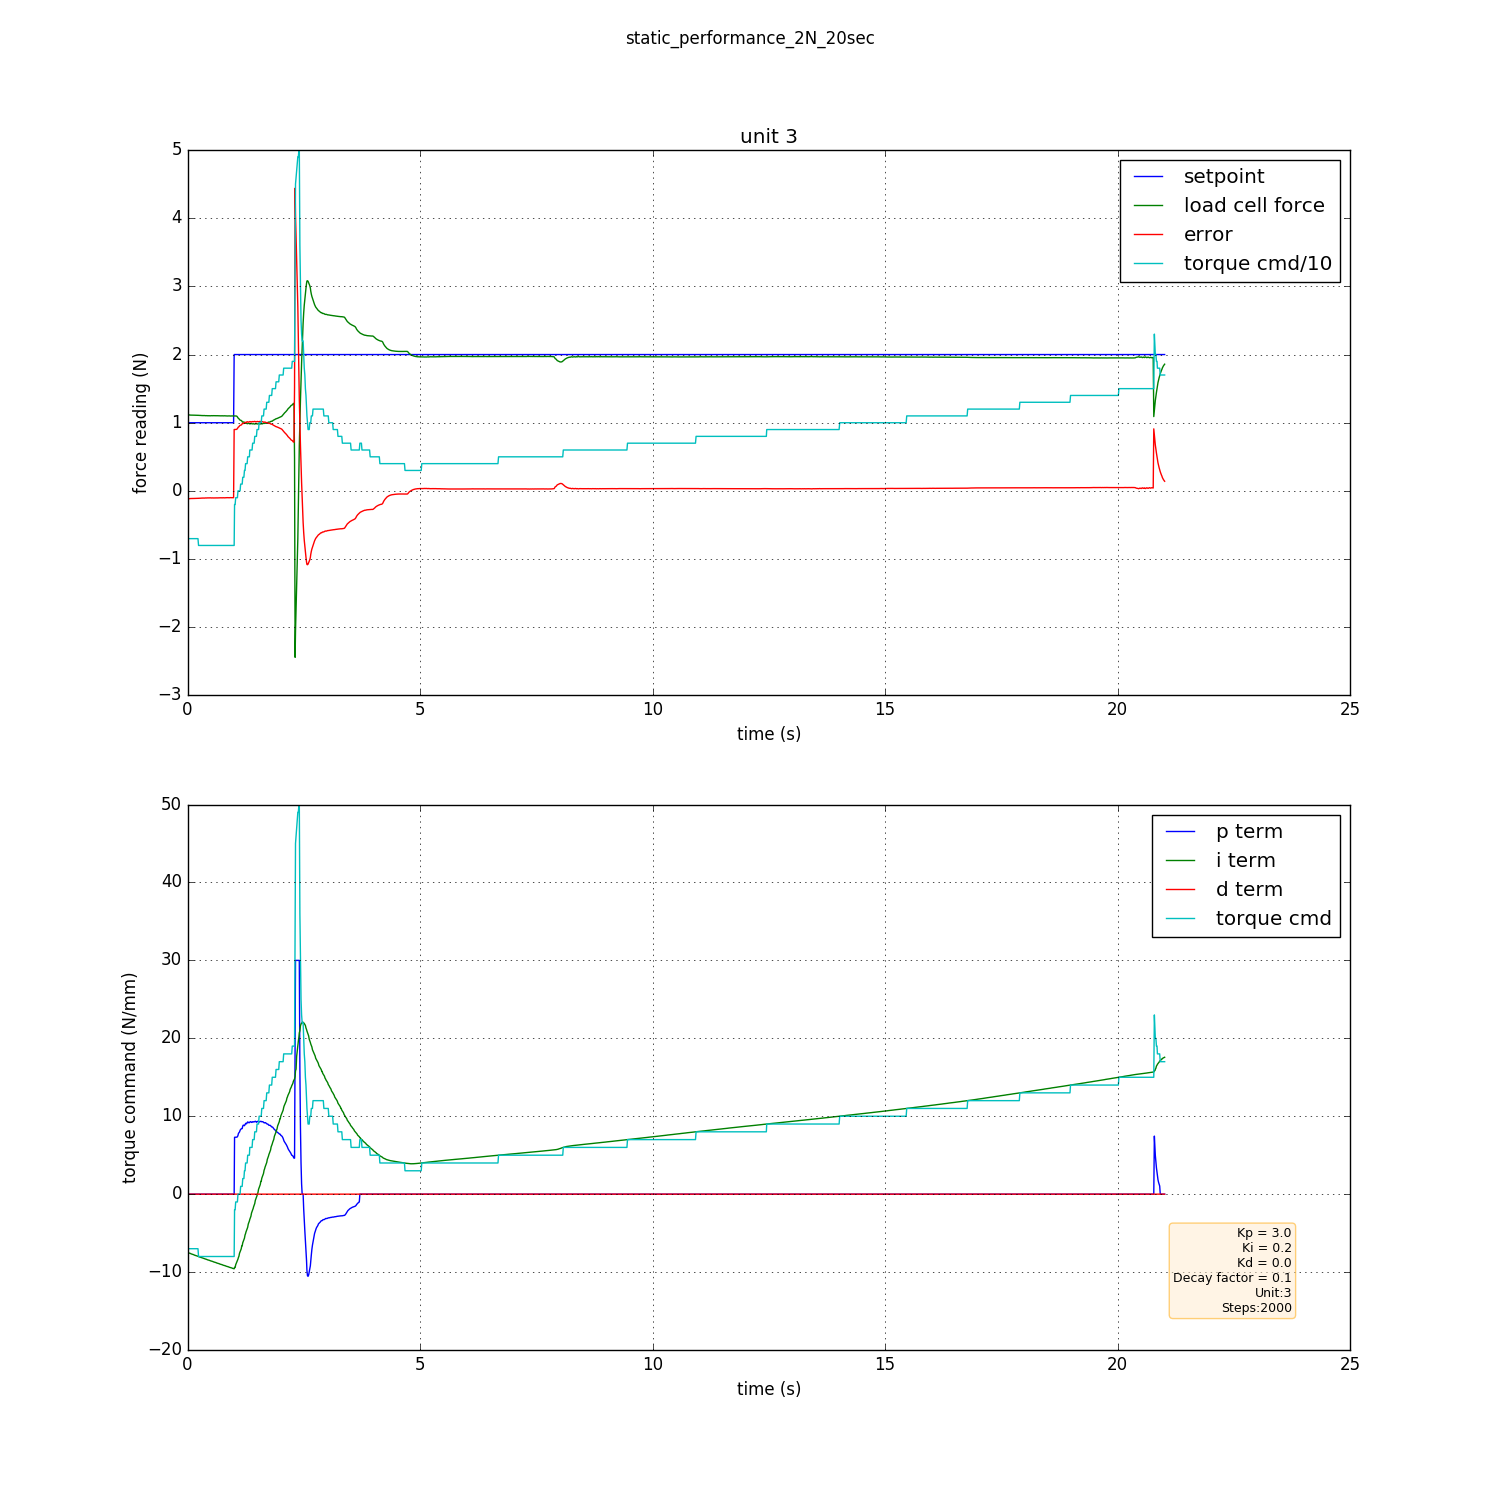 static_performance_2N_20sec
unit 3
5
4
3
2
1
0
−1
−2
−3
force reading (N)
setpoint
load cell force
error
torque cmd/10
0 5 10 15 20 25
time (s)
50
40
30
20
10
0
−10
−20
torque command (N/mm)
p term
i term
d term
torque cmd
Kp = 3.0
Ki = 0.2
Kd = 0.0
Decay factor = 0.1
Unit:3
Steps:2000
0 5 10 15 20 25
time (s)